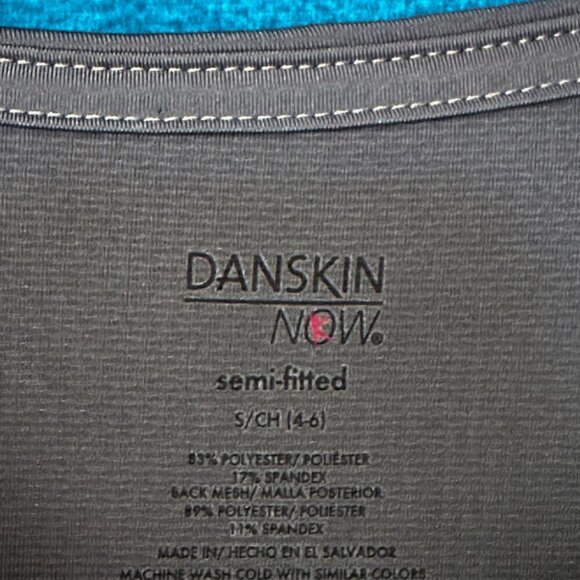 DANSKIN
NOW®
semi-fitted
S/CH (4-6)
83% POLYESTER/ POLIÉSTER
17% SPANDEX
BACK MESH/ MALLA POSTERIOR
89% POLYESTER/ POLIÉSTER
11% SPANDEX
MADE IN/ HECHO EN EL SALVADOR
MACHINE WASH COLD WITH SIMILAR COLORS